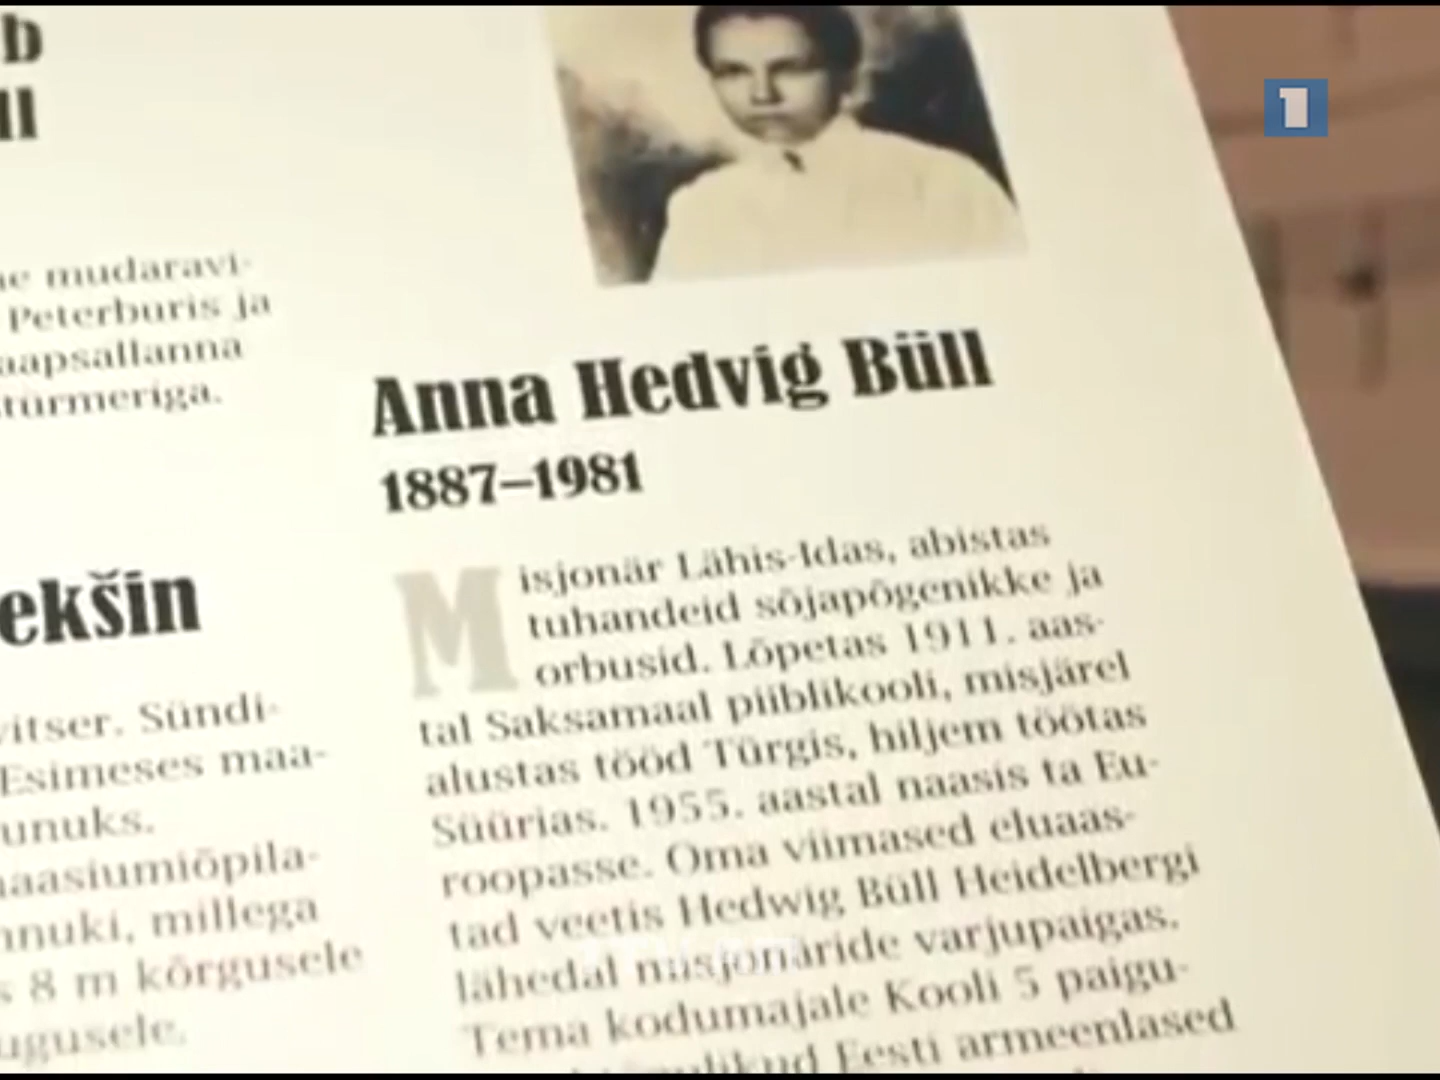 b
ll
ne mudaravi-
Peterburis ja
aapsallanna
türmeriga.
ekšin
vitser. Sündi-
Esimeses maa-
unuks.
naasiumiõpila-
nnuki, millega
s 8 m kõrgusele
ugusele.
1
Anna Hedvig Büll
1887–1981
Misjonär Lähis-Idas, abistas
tuhandeid sõjapõgenikke ja
orbusid. Lõpetas 1911. aas-
tal Saksamaal piiblikooli, misjärel
alustas tööd Türgis, hiljem töötas
Süürias. 1955. aastal naasis ta Eu-
roopasse. Oma viimased eluaas-
tad veetis Hedwig Büll Heidelbergi
lähedal misjonäride varjupaigas.
Tema kodumajale Kooli 5 paigu-
Eesti armeenlased